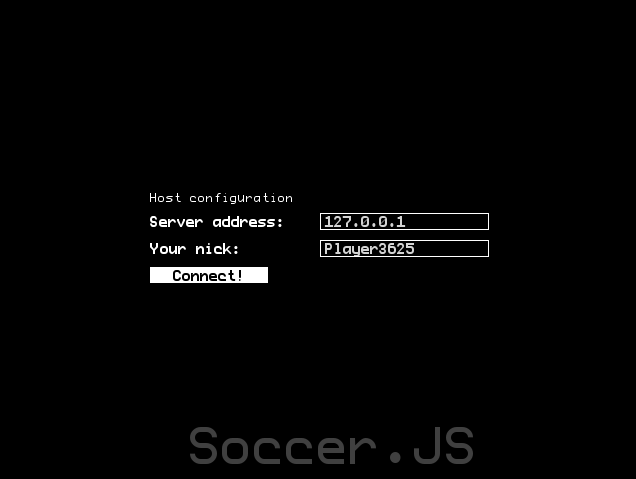 Host configuration
Server address: 127.0.0.1
Your nick: Player3625
Connect!
Soccer.JS